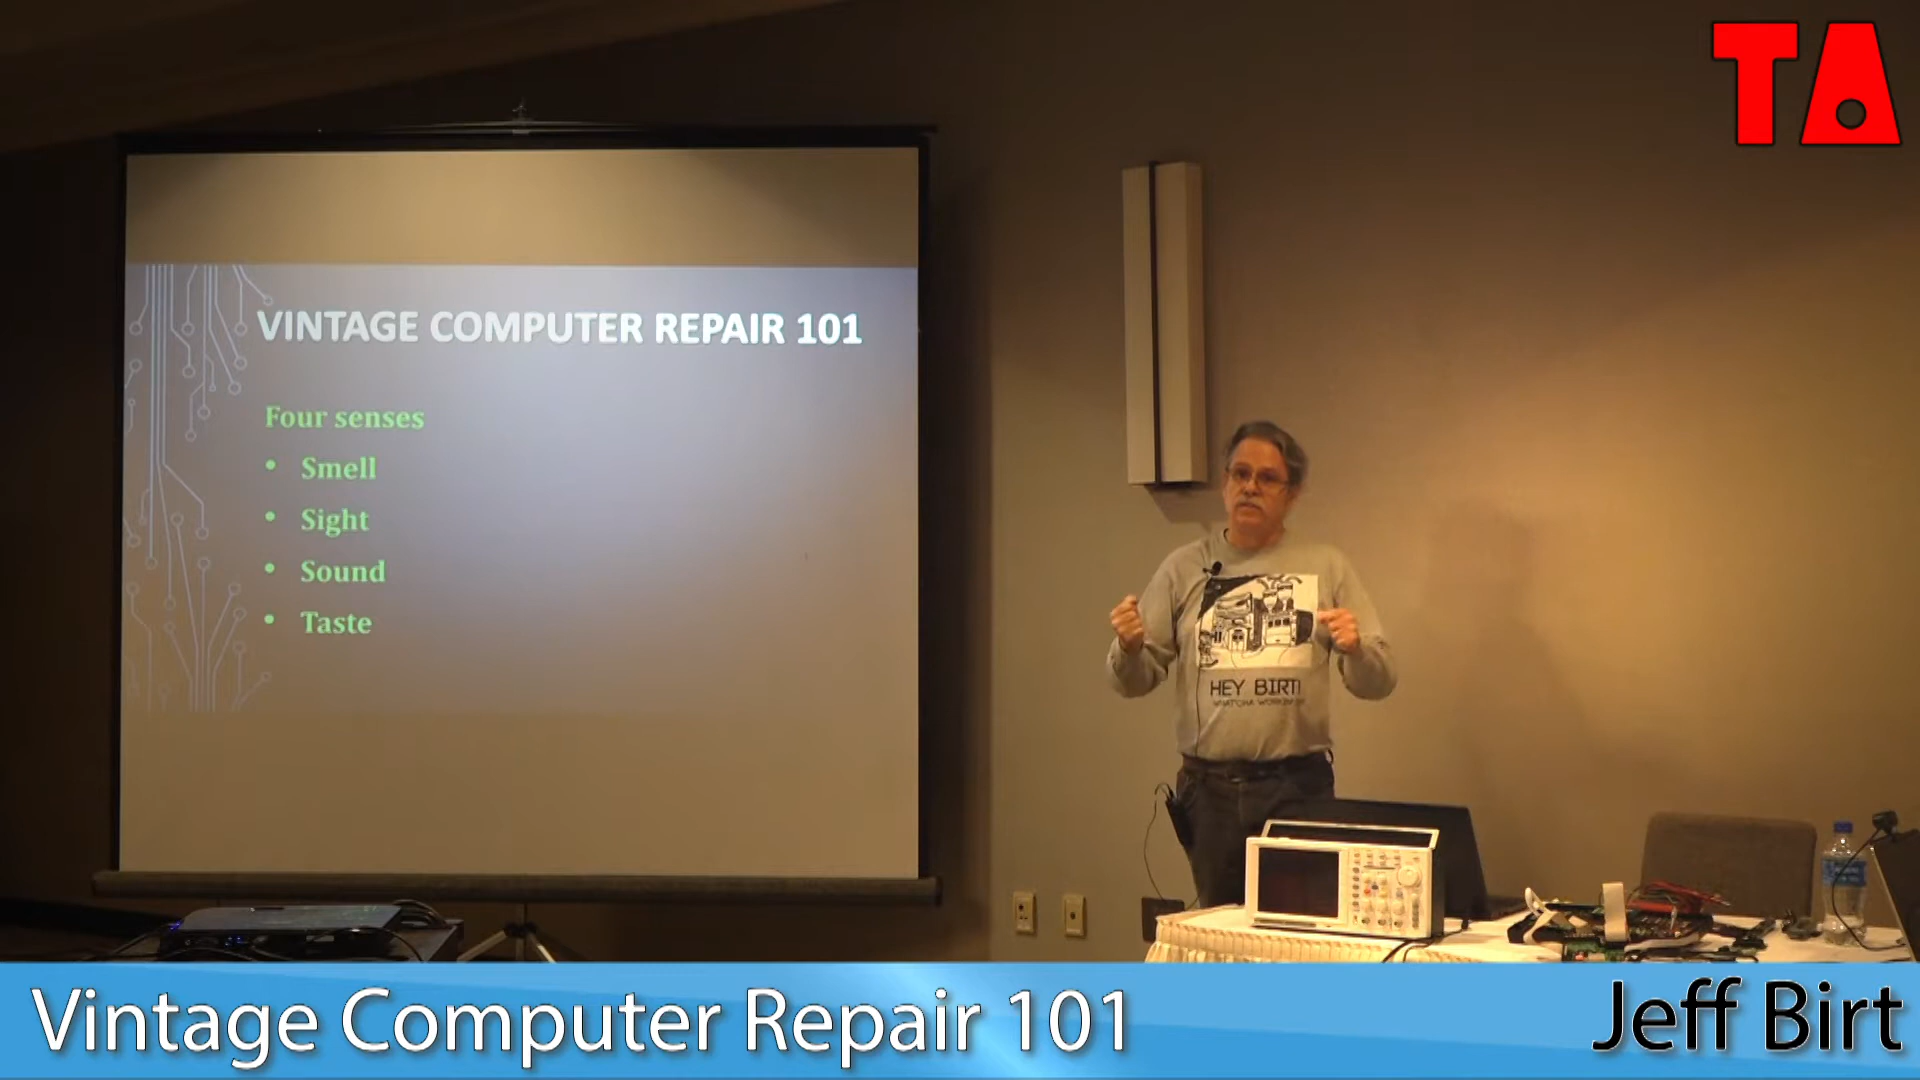 TA
VINTAGE COMPUTER REPAIR 101
Four senses
• Smell
• Sight
• Sound
• Taste
HEY BIRT!
WHATCHA
Vintage Computer Repair 101
Jeff Birt